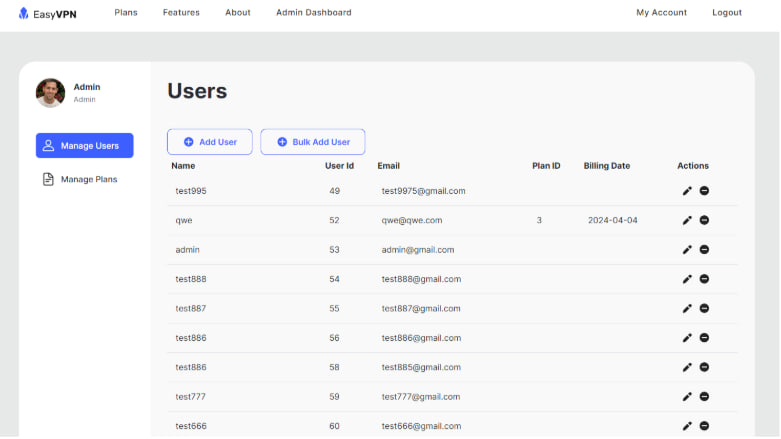 EasyVPN Plans Features About Admin Dashboard My Account Logout
Admin
Admin
Manage Users
Manage Plans
Users
Add User Bulk Add User
Name User Id Email Plan ID Billing Date Actions
test995 49 test9975@gmail.com
qwe 52 qwe@qwe.com 3 2024-04-04
admin 53 admin@gmail.com
test888 54 test888@gmail.com
test887 55 test887@gmail.com
test886 56 test886@gmail.com
test886 58 test885@gmail.com
test777 59 test777@gmail.com
test666 60 test666@gmail.com